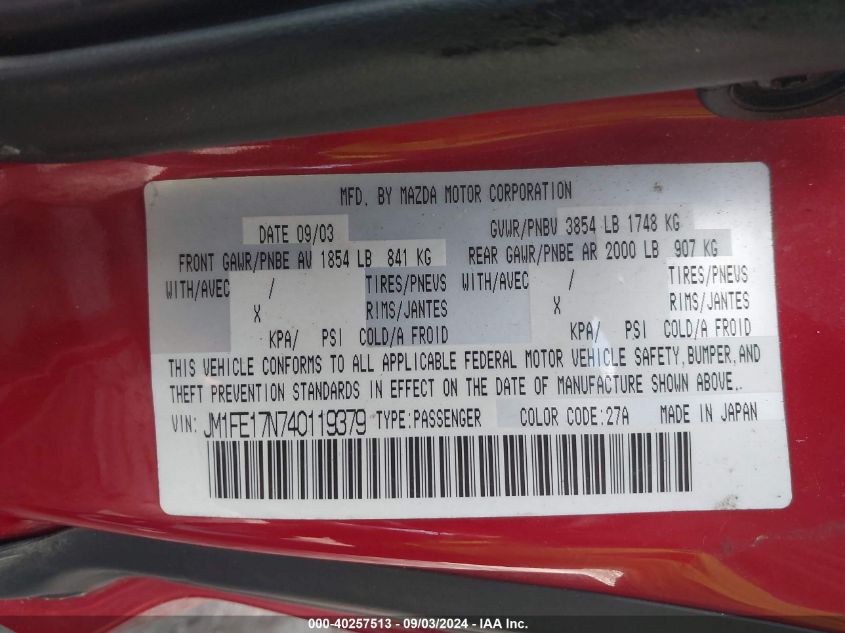 MFD. BY MAZDA MOTOR CORPORATION
DATE 09/03
GVWR/PNBV 3854 LB 1748 KG
FRONT GAWR/PNBE AV 1854 LB 841 KG
REAR GAWR/PNBE AR 2000 LB 907 KG
WITH/AVEC / TIRES/PNEUS WITH/AVEC / TIRES/PNEUS
X RIMS/JANTES X RIMS/JANTES
KPA/ PSI COLD/A FROID KPA/ PSI COLD/A FROID
THIS VEHICLE CONFORMS TO ALL APPLICABLE FEDERAL MOTOR VEHICLE SAFETY,BUMPER,AND
THEFT PREVENTION STANDARDS IN EFFECT ON THE DATE OF MANUFACTURE SHOWN ABOVE.
VIN: JM1FE17N740119379 TYPE:PASSENGER COLOR CODE:27A MADE IN JAPAN
000-40257513 - 09/03/2024 - IAA Inc.